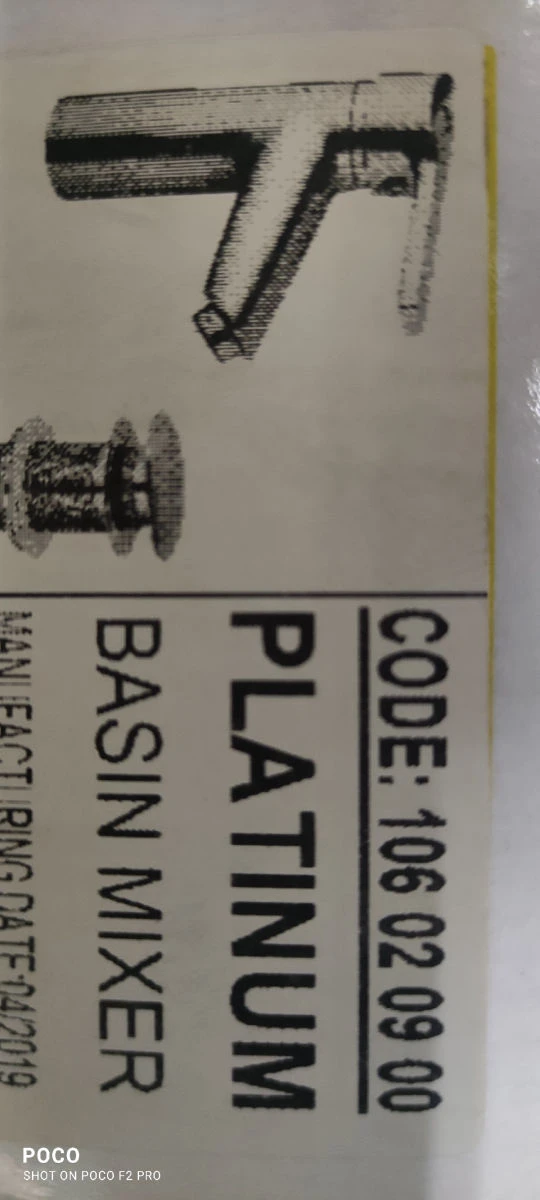 CODE: 106 02 09 00
PLATINUM
BASIN MIXER
MANUFACTURING DATE:04/2019
POCO
SHOT ON POCO F2 PRO